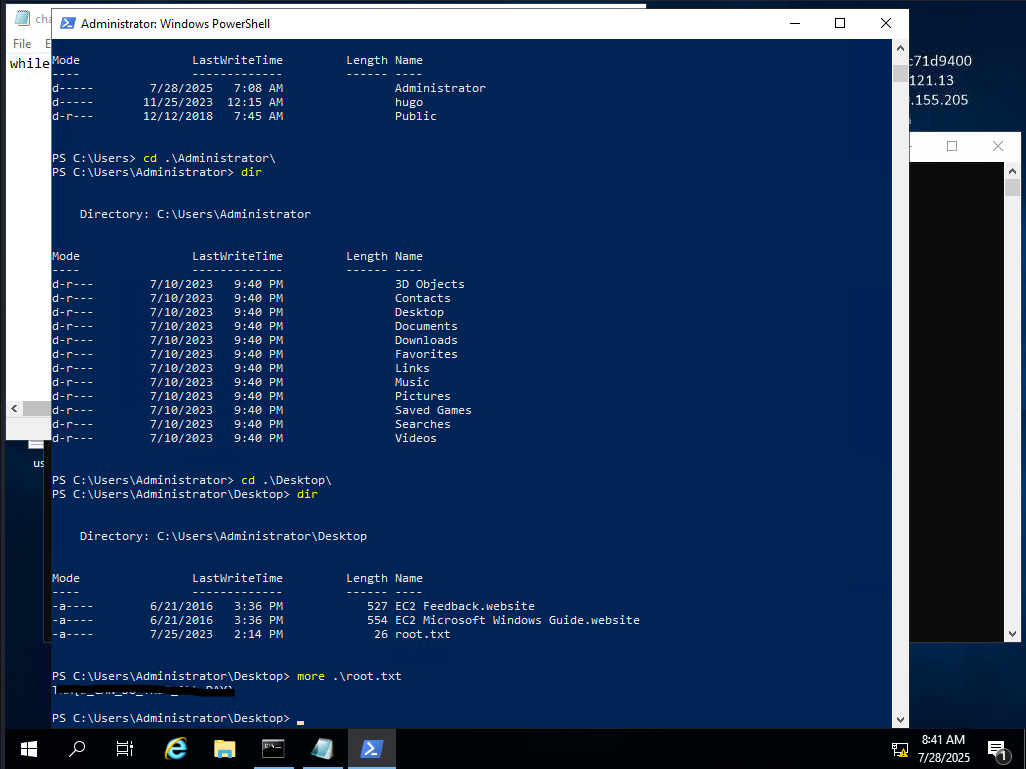 cha
Administrator: Windows PowerShell
File E
while
Mode LastWriteTime Length Name
---- ------------- ------ ----
d----- 7/28/2025 7:08 AM Administrator
d----- 11/25/2023 12:15 AM hugo
d-r--- 12/12/2018 7:45 AM Public
PS C:\Users> cd .\Administrator\
PS C:\Users\Administrator> dir
Directory: C:\Users\Administrator
Mode LastWriteTime Length Name
---- ------------- ------ ----
d-r--- 7/10/2023 9:40 PM 3D Objects
d-r--- 7/10/2023 9:40 PM Contacts
d-r--- 7/10/2023 9:40 PM Desktop
d-r--- 7/10/2023 9:40 PM Documents
d-r--- 7/10/2023 9:40 PM Downloads
d-r--- 7/10/2023 9:40 PM Favorites
d-r--- 7/10/2023 9:40 PM Links
d-r--- 7/10/2023 9:40 PM Music
d-r--- 7/10/2023 9:40 PM Pictures
d-r--- 7/10/2023 9:40 PM Saved Games
d-r--- 7/10/2023 9:40 PM Searches
d-r--- 7/10/2023 9:40 PM Videos
PS C:\Users\Administrator> cd .\Desktop\
PS C:\Users\Administrator\Desktop> dir
Directory: C:\Users\Administrator\Desktop
Mode LastWriteTime Length Name
---- ------------- ------ ----
-a---- 6/21/2016 3:36 PM 527 EC2 Feedback.website
-a---- 6/21/2016 3:36 PM 554 EC2 Microsoft Windows Guide.website
-a---- 7/25/2023 2:14 PM 26 root.txt
PS C:\Users\Administrator\Desktop> more .\root.txt
PS C:\Users\Administrator\Desktop>
c71d9400
121.13
.155.205
us
8:41 AM
7/28/2025
1